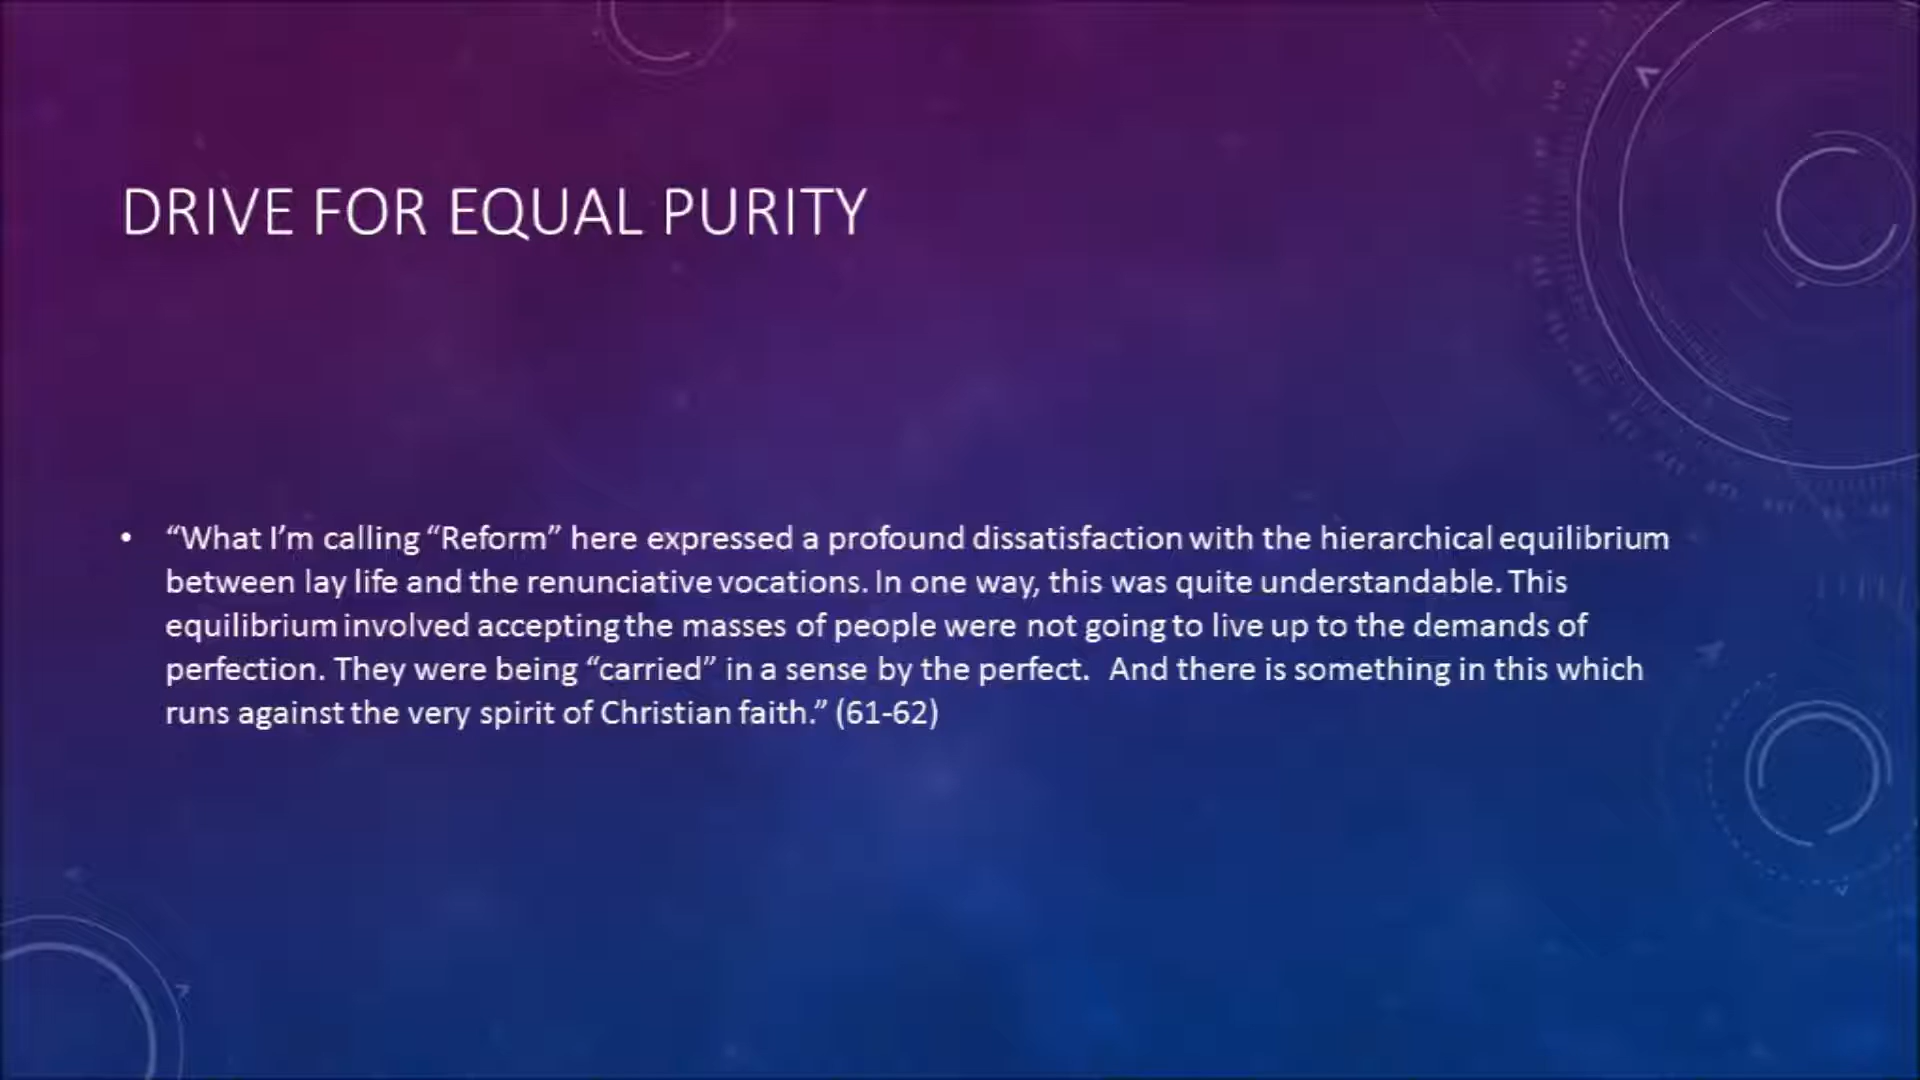 DRIVE FOR EQUAL PURITY
• “What I’m calling “Reform” here expressed a profound dissatisfaction with the hierarchical equilibrium
between lay life and the renunciative vocations. In one way, this was quite understandable. This
equilibrium involved accepting the masses of people were not going to live up to the demands of
perfection. They were being “carried” in a sense by the perfect.  And there is something in this which
runs against the very spirit of Christian faith.” (61-62)